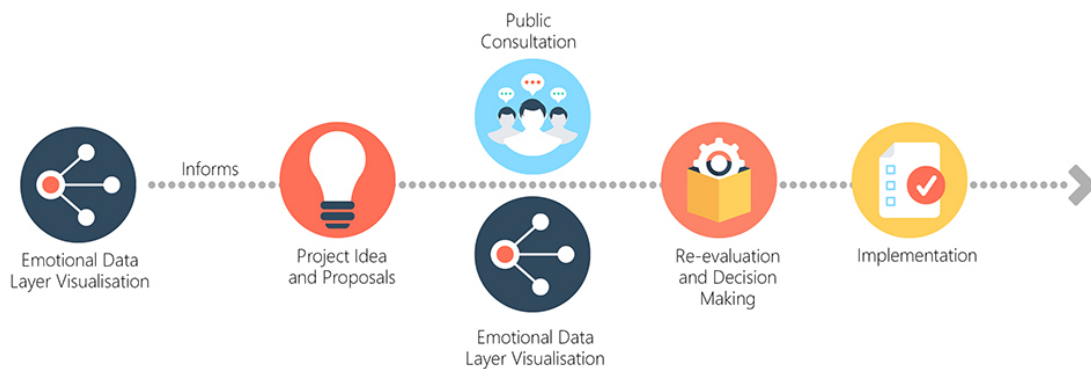 Public
Consultation
Informs
Emotional Data
Layer Visualisation
Project Idea
and Proposals
Emotional Data
Layer Visualisation
Re-evaluation
and Decision
Making
Implementation